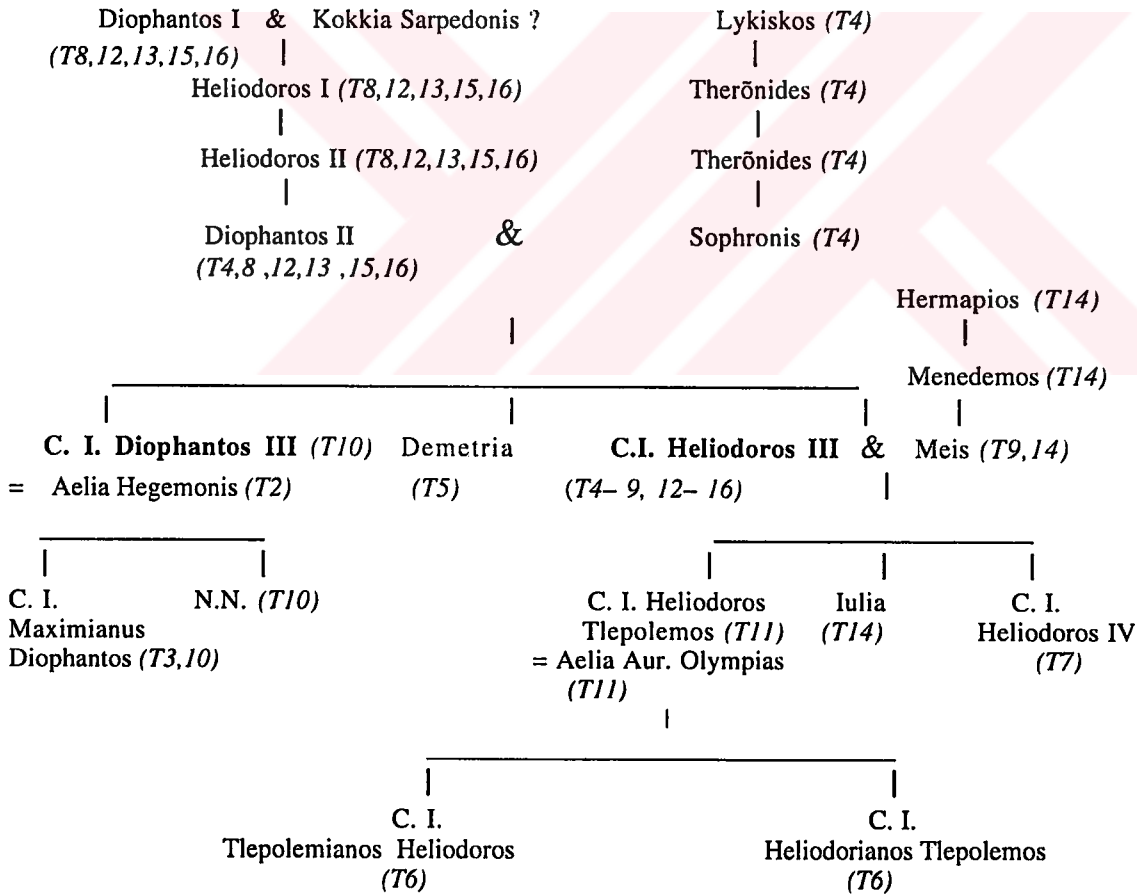 Diophantos I & Kokkia Sarpedonis ? Lykiskos (T4)
(T8,12,13,15,16)
Heliodoros I (T8,12,13,15,16) Therõnides (T4)
Heliodoros II (T8,12,13,15,16) Therõnides (T4)
Diophantos II & Sophronis (T4)
(T4,8 ,12,13 ,15,16)
Hermapios (T14)
Menedemos (T14)
C. I. Diophantos III (T10) Demetria C.I. Heliodoros III & Meis (T9,14)
= Aelia Hegemonis (T2) (T5) (T4– 9, 12– 16)
C. I. N.N. (T10) C. I. Heliodoros Iulia C. I.
Maximianus Tlepolemos (T11) (T14) Heliodoros IV
Diophantos (T3,10) = Aelia Aur. Olympias (T7)
(T11)
C. I. C. I.
Tlepolemianos Heliodoros Heliodorianos Tlepolemos
(T6) (T6)